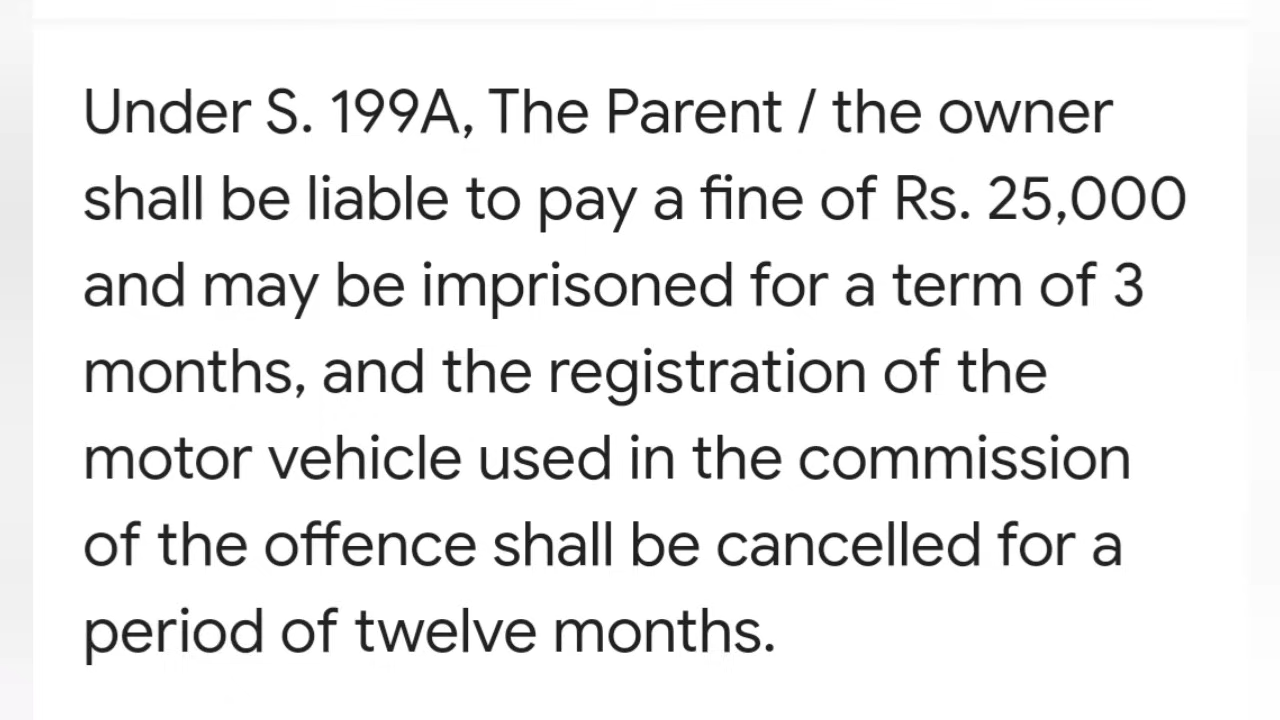 Under S. 199A, The Parent / the owner
shall be liable to pay a fine of Rs. 25,000
and may be imprisoned for a term of 3
months, and the registration of the
motor vehicle used in the commission
of the offence shall be cancelled for a
period of twelve months.